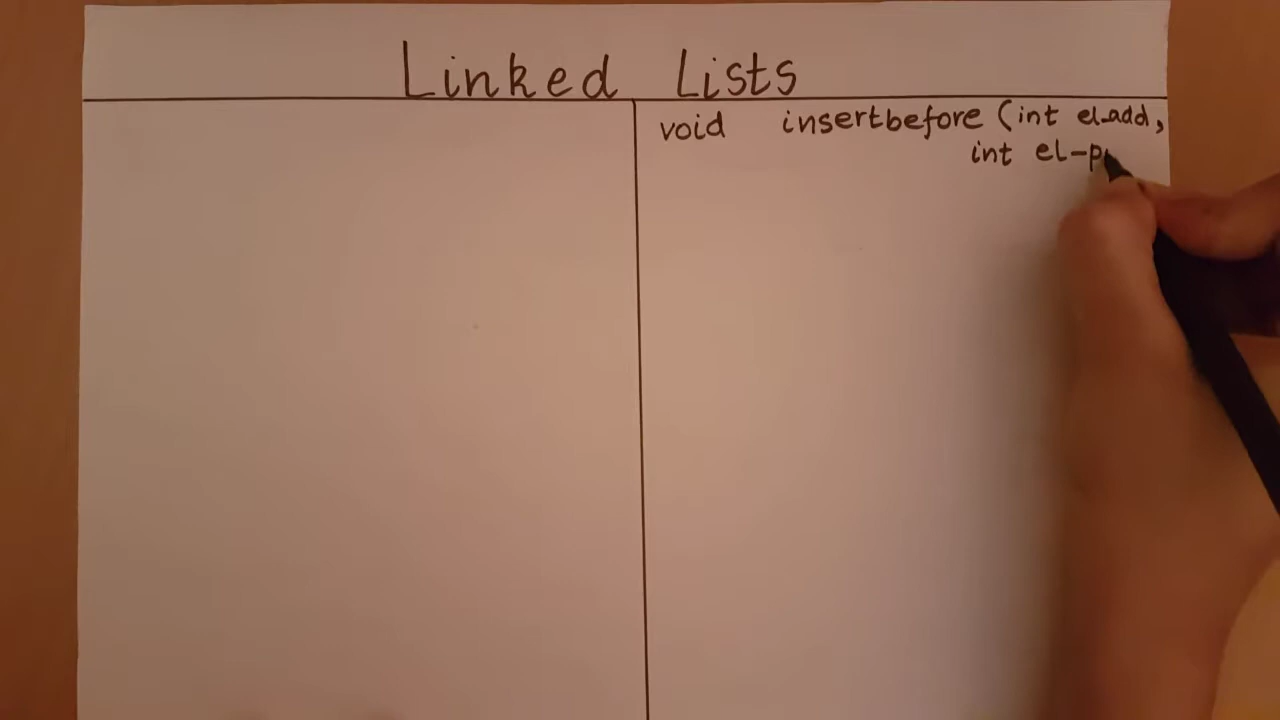 Linked Lists
void insertbefore (int el_add,
int el-p